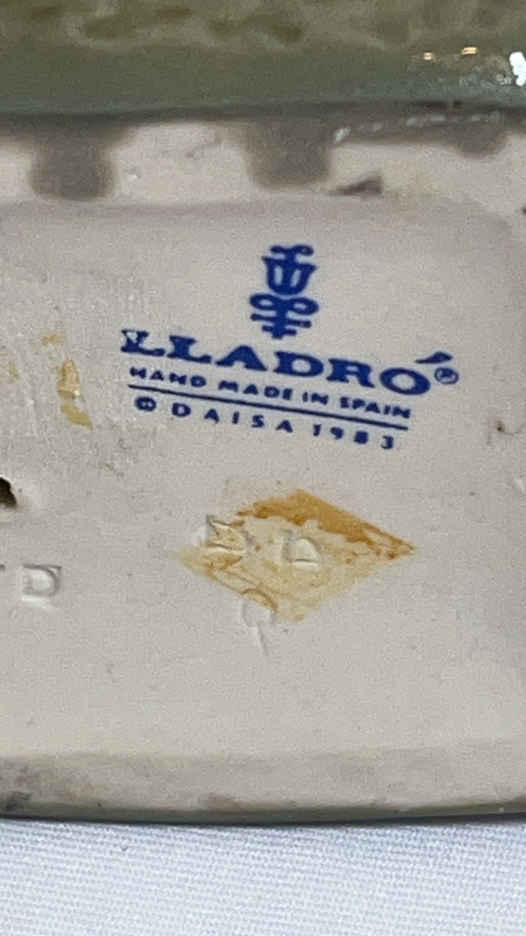 LLADRÓ®
HAND MADE IN SPAIN
© DAISA 1983
D